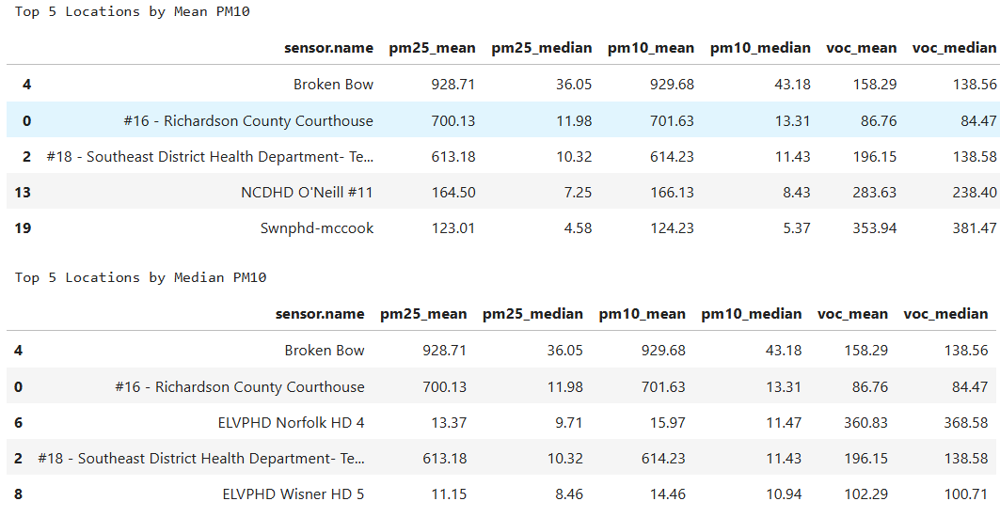 Top 5 Locations by Mean PM10
sensor.name pm25_mean pm25_median pm10_mean pm10_median voc_mean voc_median
4 Broken Bow 928.71 36.05 929.68 43.18 158.29 138.56
0 #16 - Richardson County Courthouse 700.13 11.98 701.63 13.31 86.76 84.47
2 #18 - Southeast District Health Department- Te... 613.18 10.32 614.23 11.43 196.15 138.58
13 NCDHD O'Neill #11 164.50 7.25 166.13 8.43 283.63 238.40
19 Swnphd-mccook 123.01 4.58 124.23 5.37 353.94 381.47
Top 5 Locations by Median PM10
sensor.name pm25_mean pm25_median pm10_mean pm10_median voc_mean voc_median
4 Broken Bow 928.71 36.05 929.68 43.18 158.29 138.56
0 #16 - Richardson County Courthouse 700.13 11.98 701.63 13.31 86.76 84.47
6 ELVPHD Norfolk HD 4 13.37 9.71 15.97 11.47 360.83 368.58
2 #18 - Southeast District Health Department- Te... 613.18 10.32 614.23 11.43 196.15 138.58
8 ELVPHD Wisner HD 5 11.15 8.46 14.46 10.94 102.29 100.71